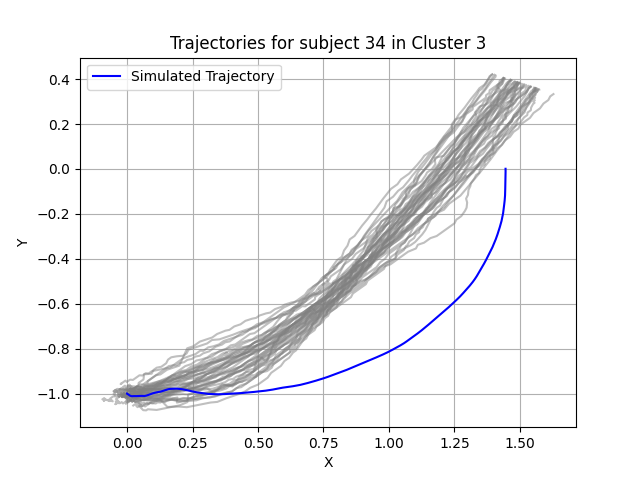 Trajectories for subject 34 in Cluster 3
Simulated Trajectory
0.4
0.2
0.0
−0.2
−0.4
−0.6
−0.8
−1.0
Y
0.00 0.25 0.50 0.75 1.00 1.25 1.50
X